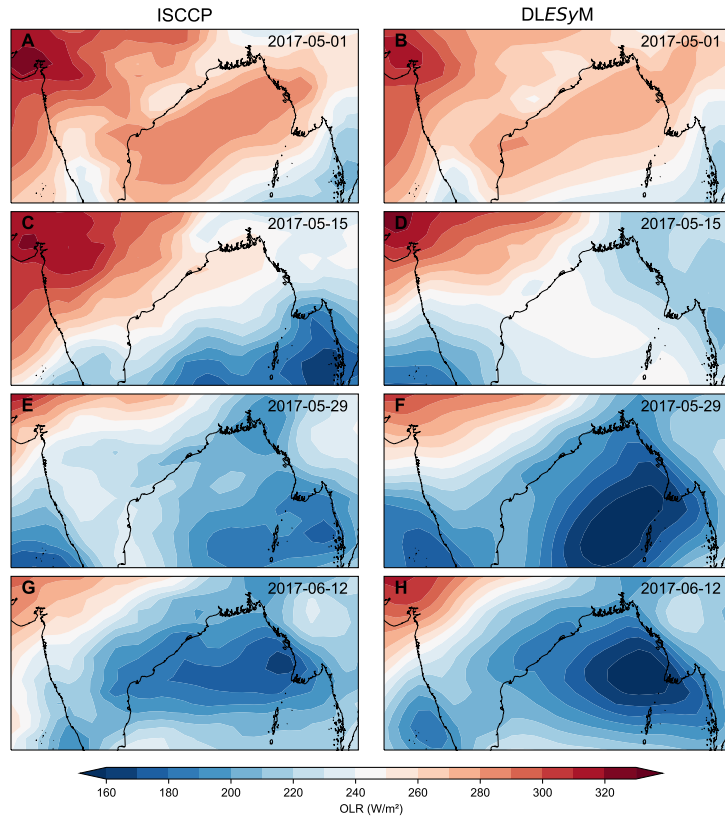 ISCCP DLESyM
A 2017-05-01 B 2017-05-01
C 2017-05-15 D 2017-05-15
E 2017-05-29 F 2017-05-29
G 2017-06-12 H 2017-06-12
160 180 200 220 240 260 280 300 320
OLR (W/m²)